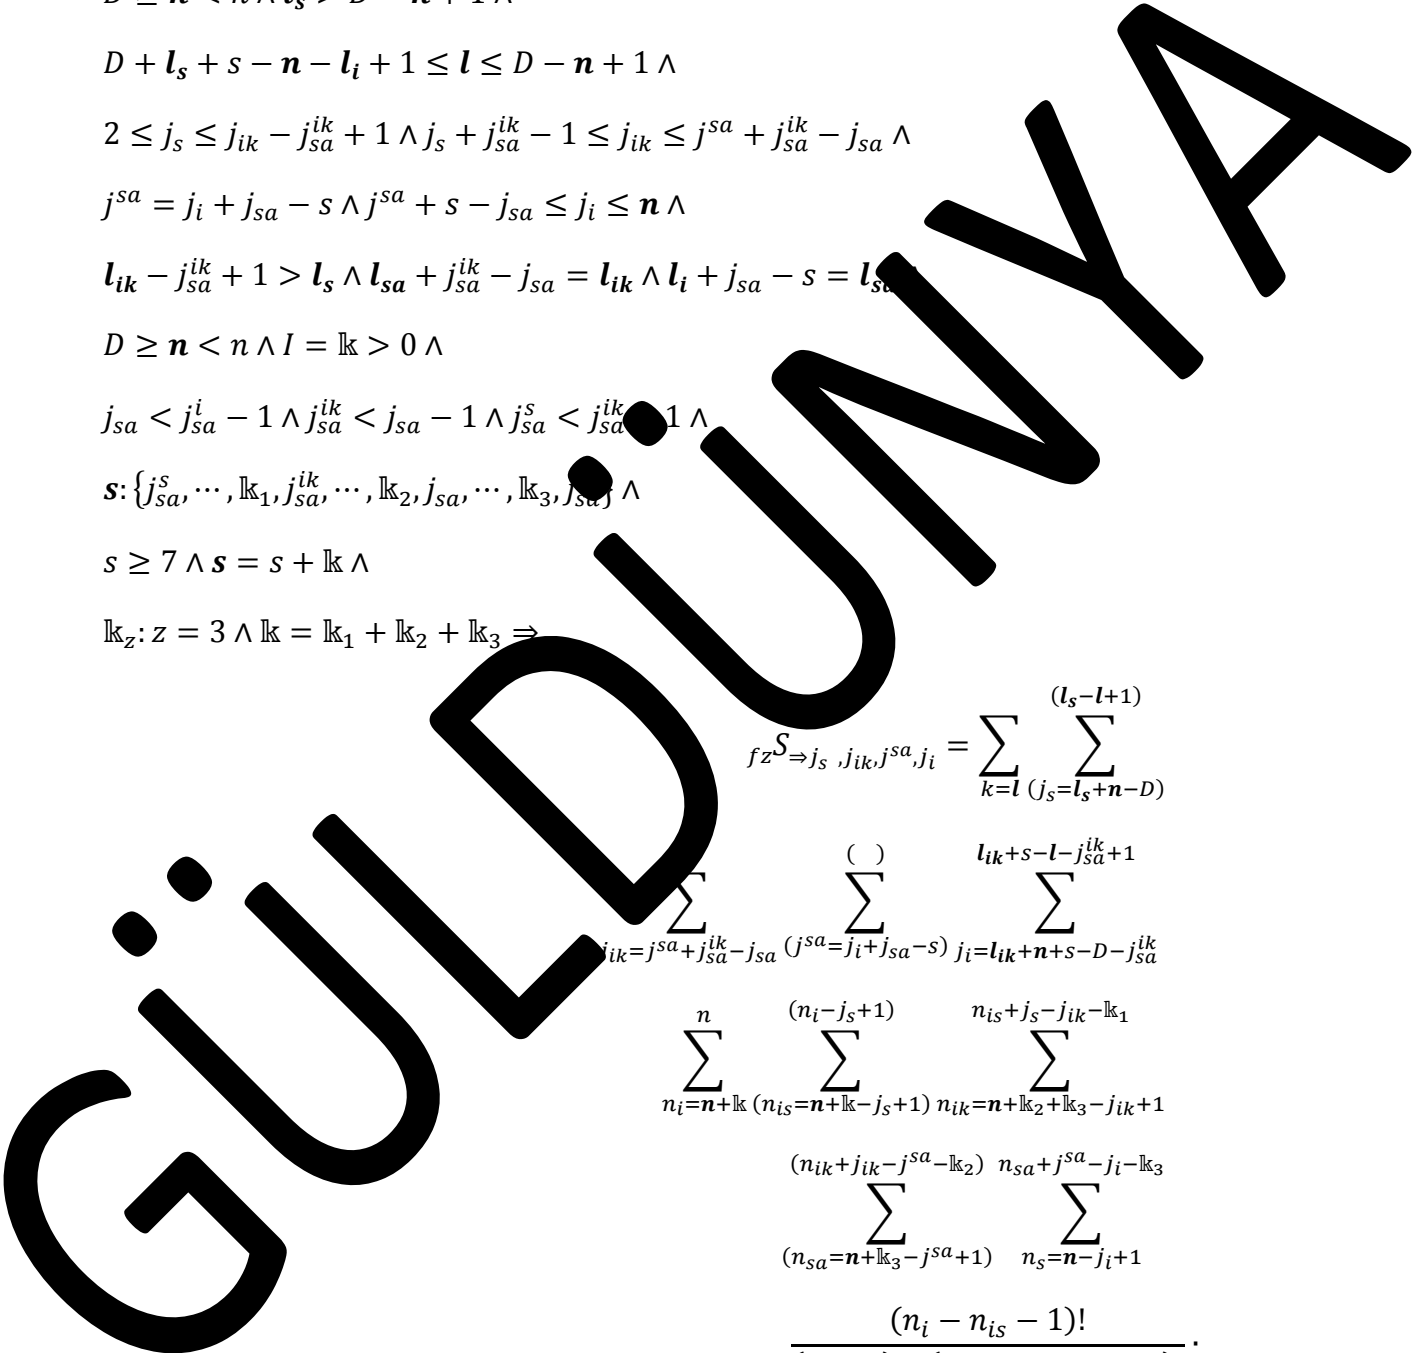 D + l_s + s − n − l_i + 1 ≤ l ≤ D − n + 1 ∧
2 ≤ j_s ≤ j_{ik} − j_{sa}^{ik} + 1 ∧ j_s + j_{sa}^{ik} − 1 ≤ j_{ik} ≤ j^{sa} + j_{sa}^{ik} − j_{sa} ∧
j^{sa} = j_i + j_{sa} − s ∧ j^{sa} + s − j_{sa} ≤ j_i ≤ n ∧
l_{ik} − j_{sa}^{ik} + 1 > l_s ∧ l_{sa} + j_{sa}^{ik} − j_{sa} = l_{ik} ∧ l_i + j_{sa} − s =
D ≥ n < n ∧ I = 𝕜 > 0 ∧
j_{sa} < j_{sa}^i − 1 ∧ j_{sa}^{ik} < j_{sa} − 1 ∧ j_{sa}^s < j_{sa}^{ik} 1 ∧
s: {j_{sa}^s, ⋯ , 𝕜_1, j_{sa}^{ik}, ⋯ , 𝕜_2, j_{sa}, ⋯ , 𝕜_3, } ∧
s ≥ 7 ∧ s = s + 𝕜 ∧
𝕜_z: z = 3 ∧ 𝕜 = 𝕜_1 + 𝕜_2 + 𝕜_3 ⇒
_{fz}S_{⇒j_s ,j_{ik},j^{sa},j_i} = ∑_{k=l} ∑_{(j_s=l_s+n−D)}^{(l_s−l+1)}
∑_{j_{ik}=j^{sa}+j_{sa}^{ik}−j_{sa}} ∑_{(j^{sa}=j_i+j_{sa}−s)}^{( )} ∑_{j_i=l_{ik}+n+s−D−j_{sa}^{ik}}^{l_{ik}+s−l−j_{sa}^{ik}+1}
∑_{n_i=n+𝕜}^{n} ∑_{(n_{is}=n+𝕜−j_s+1)}^{(n_i−j_s+1)} ∑_{n_{ik}=n+𝕜_2+𝕜_3−j_{ik}+1}^{n_{is}+j_s−j_{ik}−𝕜_1}
∑_{(n_{sa}=n+𝕜_3−j^{sa}+1)}^{(n_{ik}+j_{ik}−j^{sa}−𝕜_2)} ∑_{n_s=n−j_i+1}^{n_{sa}+j^{sa}−j_i−𝕜_3}
(n_i − n_{is} − 1)! .
GÜLDÜNYA